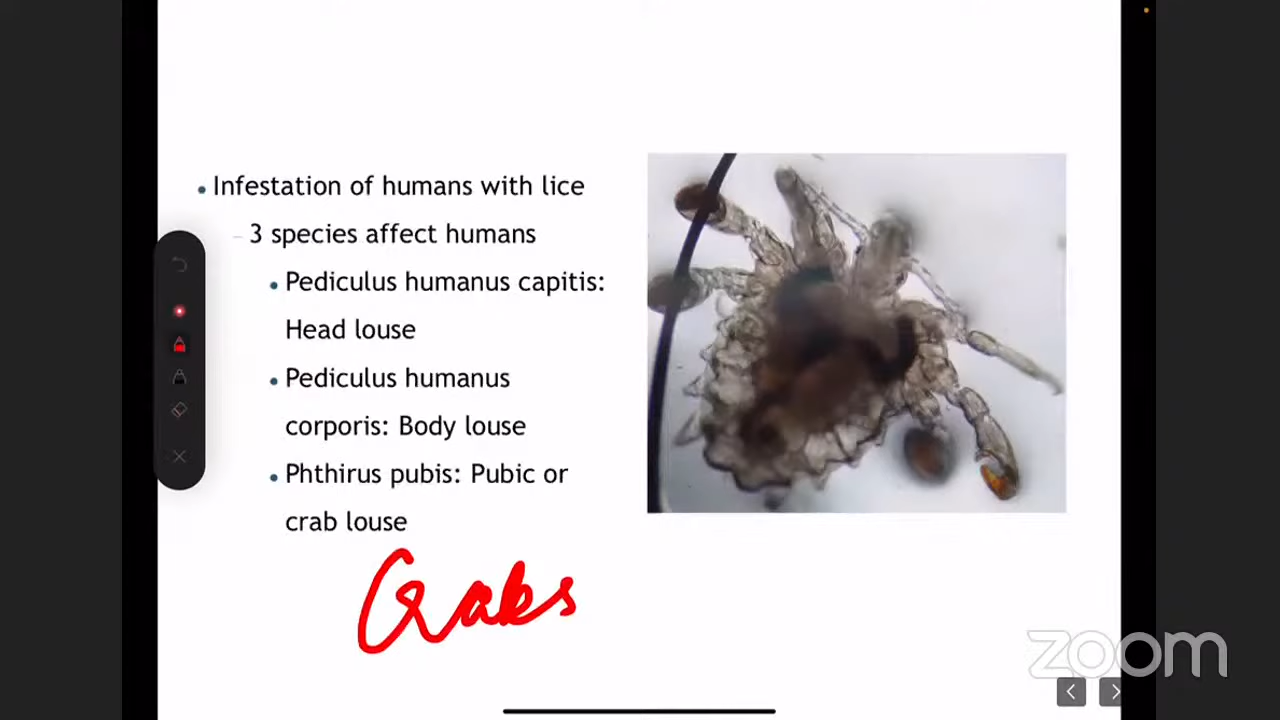 Infestation of humans with lice
3 species affect humans
Pediculus humanus capitis:
Head louse
Pediculus humanus
corporis: Body louse
Phthirus pubis: Pubic or
crab louse
Crabs
zoom